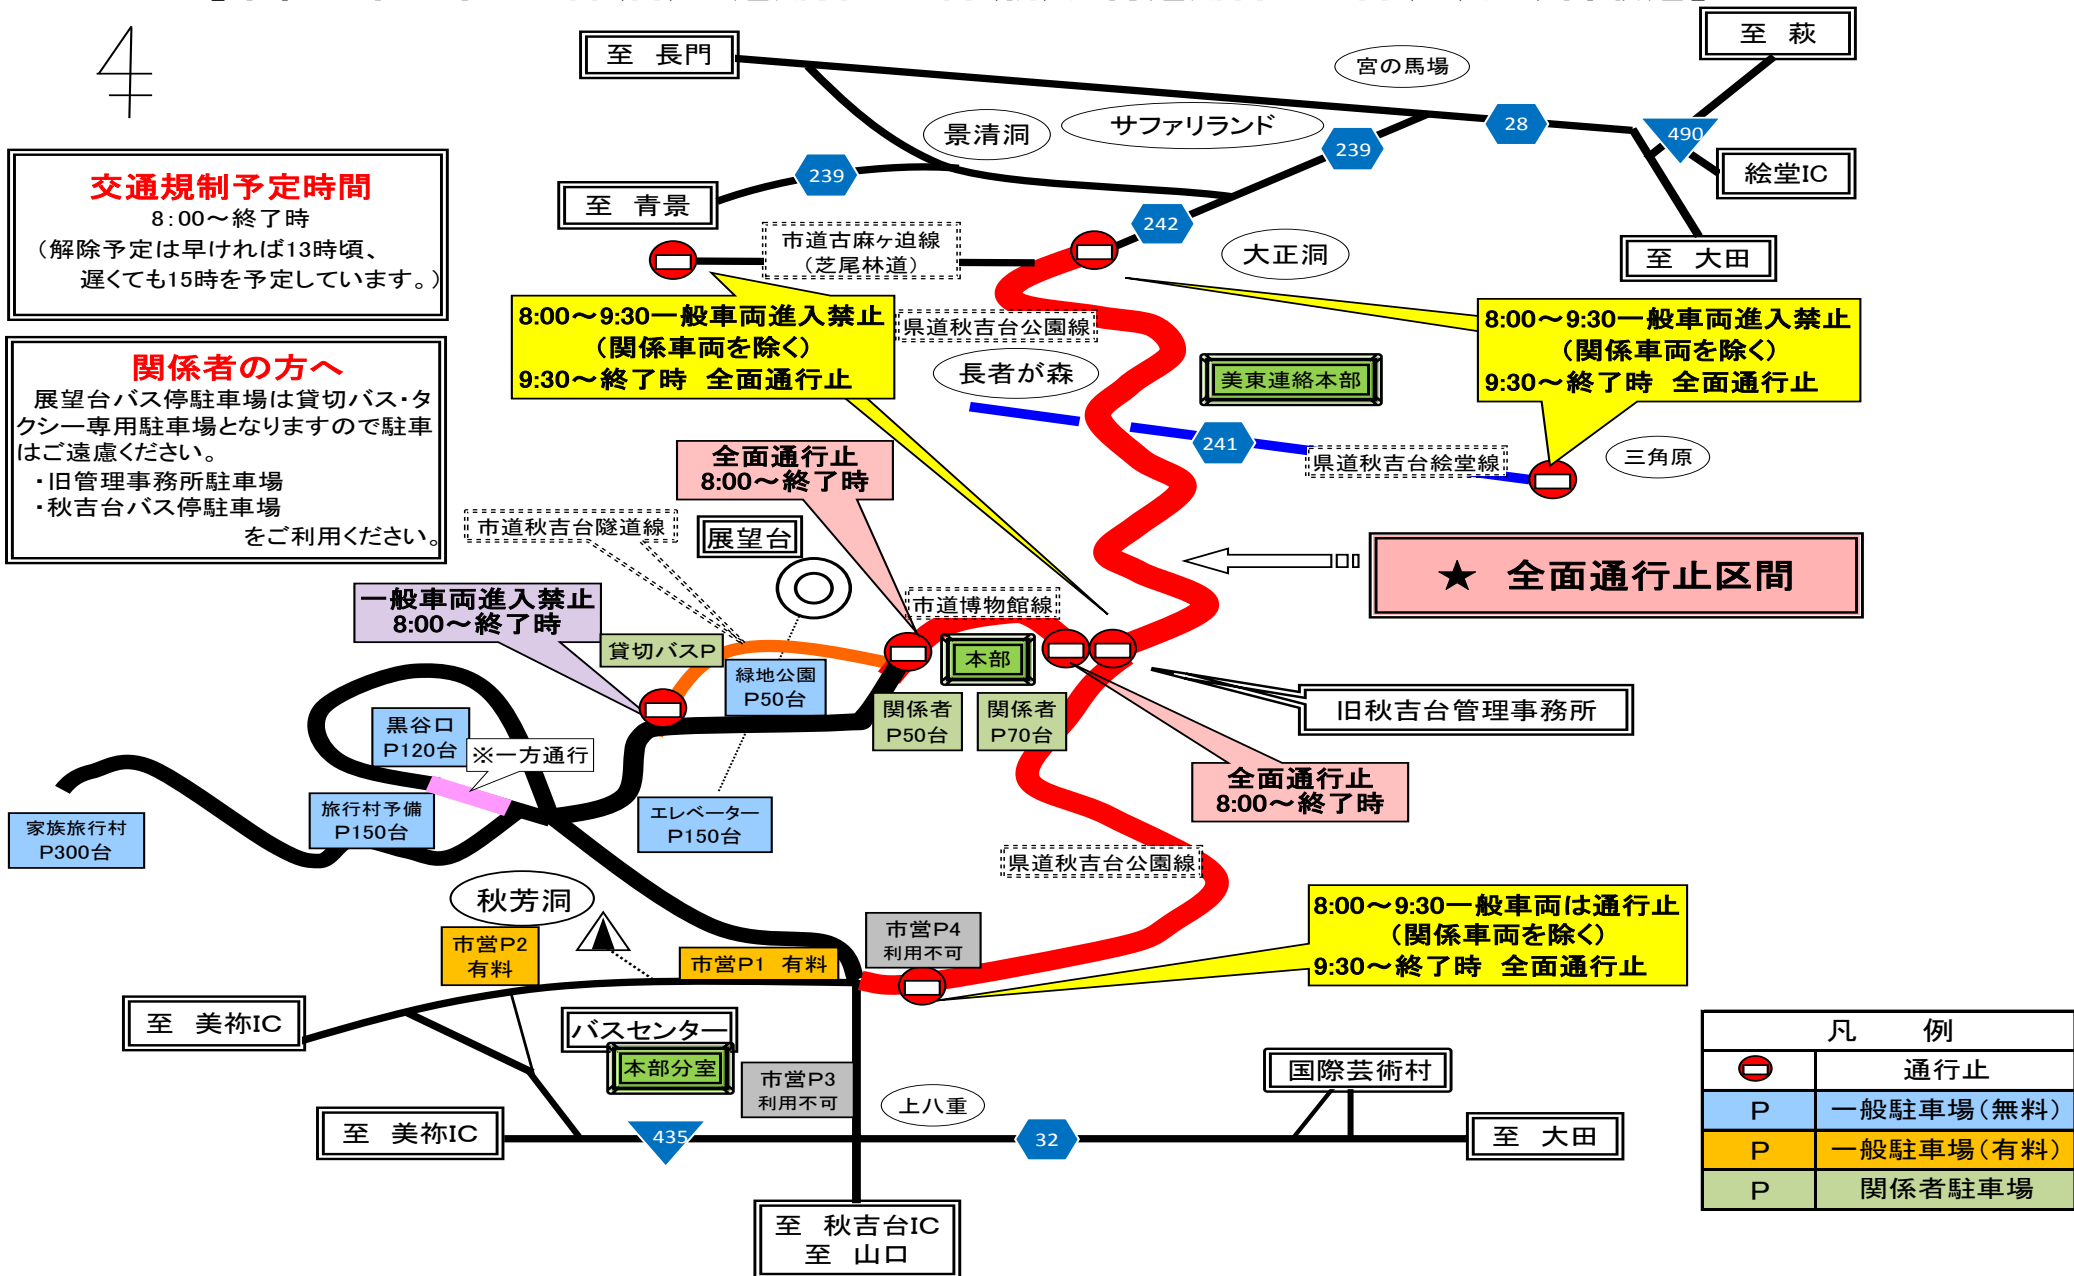 至　長門
至　萩
宮の馬場
サファリランド
景清洞
28
490
239
239
絵堂IC
至　青景
242
大正洞
至　大田
交通規制予定時間
8:00～終了時
（解除予定は早ければ13時頃、
遅くても15時を予定しています。）
市道古麻ヶ迫線
（芝尾林道）
8:00～9:30一般車両進入禁止
（関係車両を除く）
9:30～終了時 全面通行止
県道秋吉台公園線
8:00～9:30一般車両進入禁止
（関係車両を除く）
9:30～終了時 全面通行止
長者が森
美東連絡本部
関係者の方へ
展望台バス停駐車場は貸切バス・タ
クシー専用駐車場となりますので駐車
はご遠慮ください。
・旧管理事務所駐車場
・秋吉台バス停駐車場
をご利用ください。
241
県道秋吉台絵堂線
三角原
全面通行止
8:00～終了時
市道秋吉台隧道線
展望台
★ 全面通行止区間
一般車両進入禁止
8:00～終了時
市道博物館線
貸切バスP
本部
緑地公園
P50台
関係者
P50台
関係者
P70台
旧秋吉台管理事務所
黒谷口
P120台
※一方通行
全面通行止
8:00～終了時
旅行村予備
P150台
エレベーター
P150台
家族旅行村
P300台
県道秋吉台公園線
秋芳洞
8:00～9:30一般車両は通行止
（関係車両を除く）
9:30～終了時 全面通行止
市営P2
有料
市営P1 有料
市営P4
利用不可
至　美祢IC
バスセンター
本部分室
市営P3
利用不可
上八重
国際芸術村
至　美祢IC
435
32
至　大田
至　秋吉台IC
至　山口
凡　例
通行止
P 一般駐車場（無料）
P 一般駐車場（有料）
P 関係者駐車場